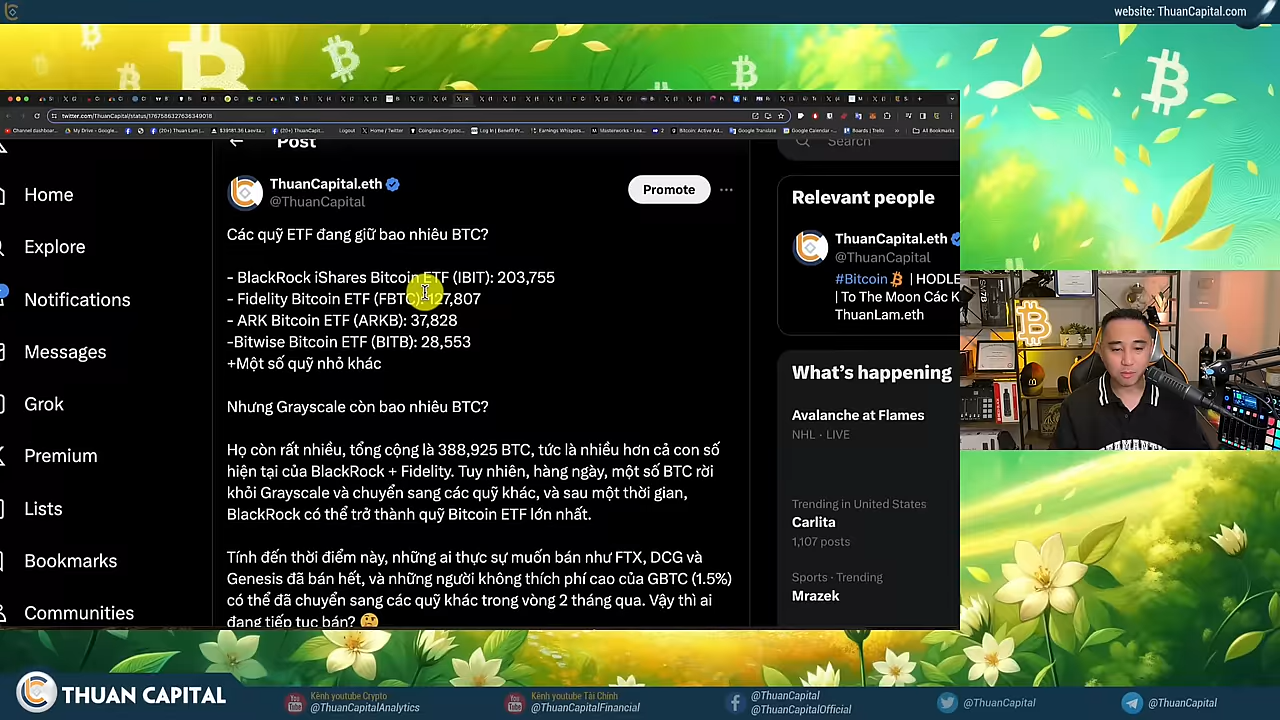 website: ThuanCapital.com
twitter.com/ThuanCapital/status/1767586327636349018
Home
Explore
Notifications
Messages
Grok
Premium
Lists
Bookmarks
Communities
Post
ThuanCapital.eth
@ThuanCapital
Promote
Các quỹ ETF đang giữ bao nhiêu BTC?
- BlackRock iShares Bitcoin ETF (IBIT): 203,755
- Fidelity Bitcoin ETF (FBTC): 127,807
- ARK Bitcoin ETF (ARKB): 37,828
-Bitwise Bitcoin ETF (BITB): 28,553
+Một số quỹ nhỏ khác
Nhưng Grayscale còn bao nhiêu BTC?
Họ còn rất nhiều, tổng cộng là 388,925 BTC, tức là nhiều hơn cả con số
hiện tại của BlackRock + Fidelity. Tuy nhiên, hàng ngày, một số BTC rời
khỏi Grayscale và chuyển sang các quỹ khác, và sau một thời gian,
BlackRock có thể trở thành quỹ Bitcoin ETF lớn nhất.
Tính đến thời điểm này, những ai thực sự muốn bán như FTX, DCG và
Genesis đã bán hết, và những người không thích phí cao của GBTC (1.5%)
có thể đã chuyển sang các quỹ khác trong vòng 2 tháng qua. Vậy thì ai
đang tiếp tục bán? 🤔
Search
Relevant people
ThuanCapital.eth
@ThuanCapital
#Bitcoin | HODLE
| To The Moon Các K
ThuanLam.eth
What's happening
Avalanche at Flames
NHL · LIVE
Trending in United States
Carlita
1,107 posts
Sports · Trending
Mrazek
THUAN CAPITAL
Kênh youtube Crypto
@ThuanCapitalAnalytics
Kênh youtube Tài Chính
@ThuanCapitalFinancial
@ThuanCapital
@ThuanCapitalOfficial
@ThuanCapital
@ThuanCapital